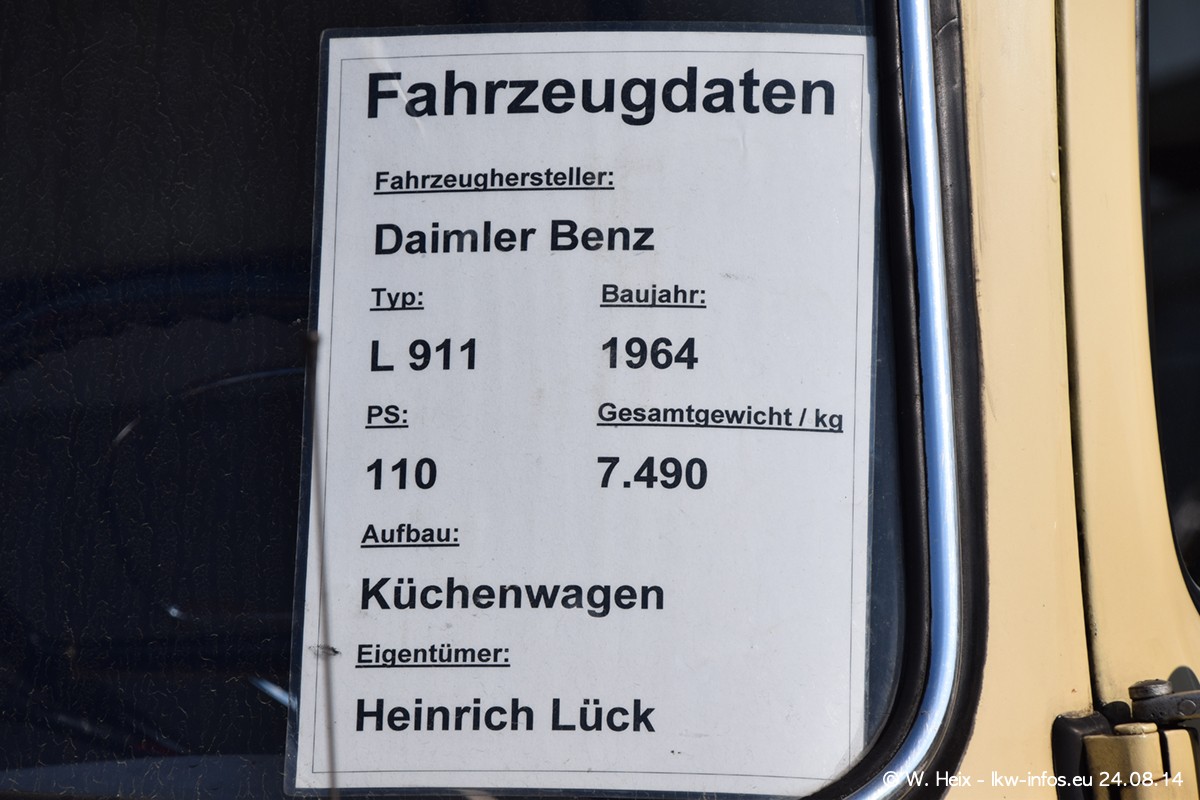 Fahrzeugdaten
Fahrzeughersteller:
Daimler Benz
Typ: Baujahr:
L 911 1964
PS: Gesamtgewicht / kg
110 7.490
Aufbau:
Küchenwagen
Eigentümer:
Heinrich Lück
© W. Heix - lkw-infos.eu 24.08.14